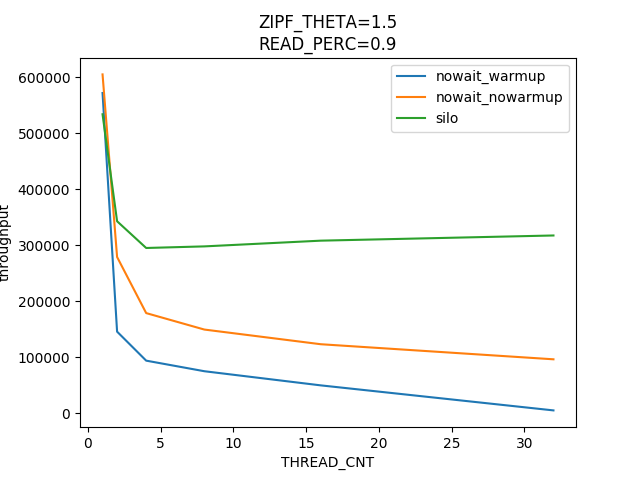 ZIPF_THETA=1.5
READ_PERC=0.9
nowait_warmup
nowait_nowarmup
silo
throughput
600000
500000
400000
300000
200000
100000
0
0 5 10 15 20 25 30
THREAD_CNT